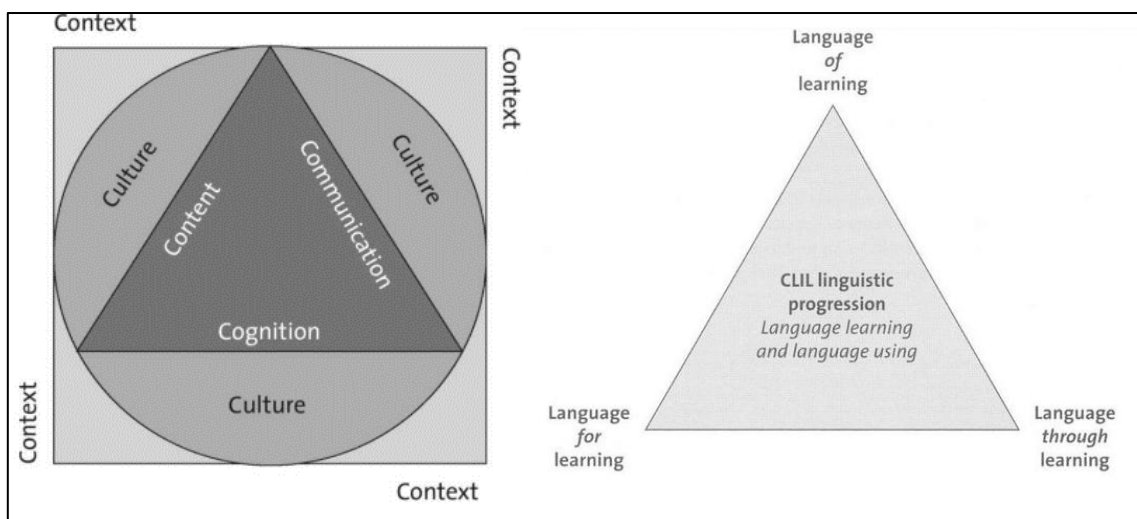 Context
Context
Culture
Culture
Content
Communication
Cognition
Culture
Context
Context
Language
of
learning
CLIL linguistic
progression
Language learning
and language using
Language
for
learning
Language
through
learning